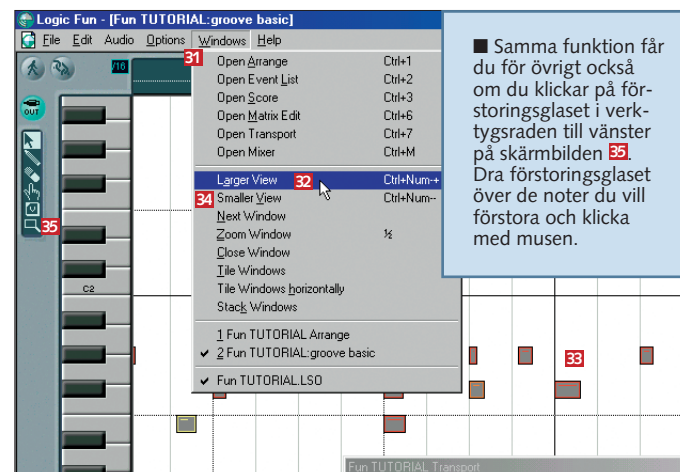 Logic Fun - [Fun TUTORIAL:groove basic]
File Edit Audio Options Windows Help
31
/16
OUT
35
C2
Open Arrange Ctrl+1
Open Event List Ctrl+2
Open Score Ctrl+3
Open Matrix Edit Ctrl+6
Open Transport Ctrl+7
Open Mixer Ctrl+M
Larger View 32 Ctrl+Num-+
34 Smaller View Ctrl+Num--
Next Window
Zoom Window ½
Close Window
Tile Windows
Tile Windows horizontally
Stack Windows
1 Fun TUTORIAL Arrange
✔ 2 Fun TUTORIAL:groove basic
✔ Fun TUTORIAL.LSO
33
Fun TUTORIAL Transport
■ Samma funktion får
du för övrigt också
om du klickar på för-
storingsglaset i verk-
tygsraden till vänster
på skärmbilden 35.
Dra förstoringsglaset
över de noter du vill
förstora och klicka
med musen.